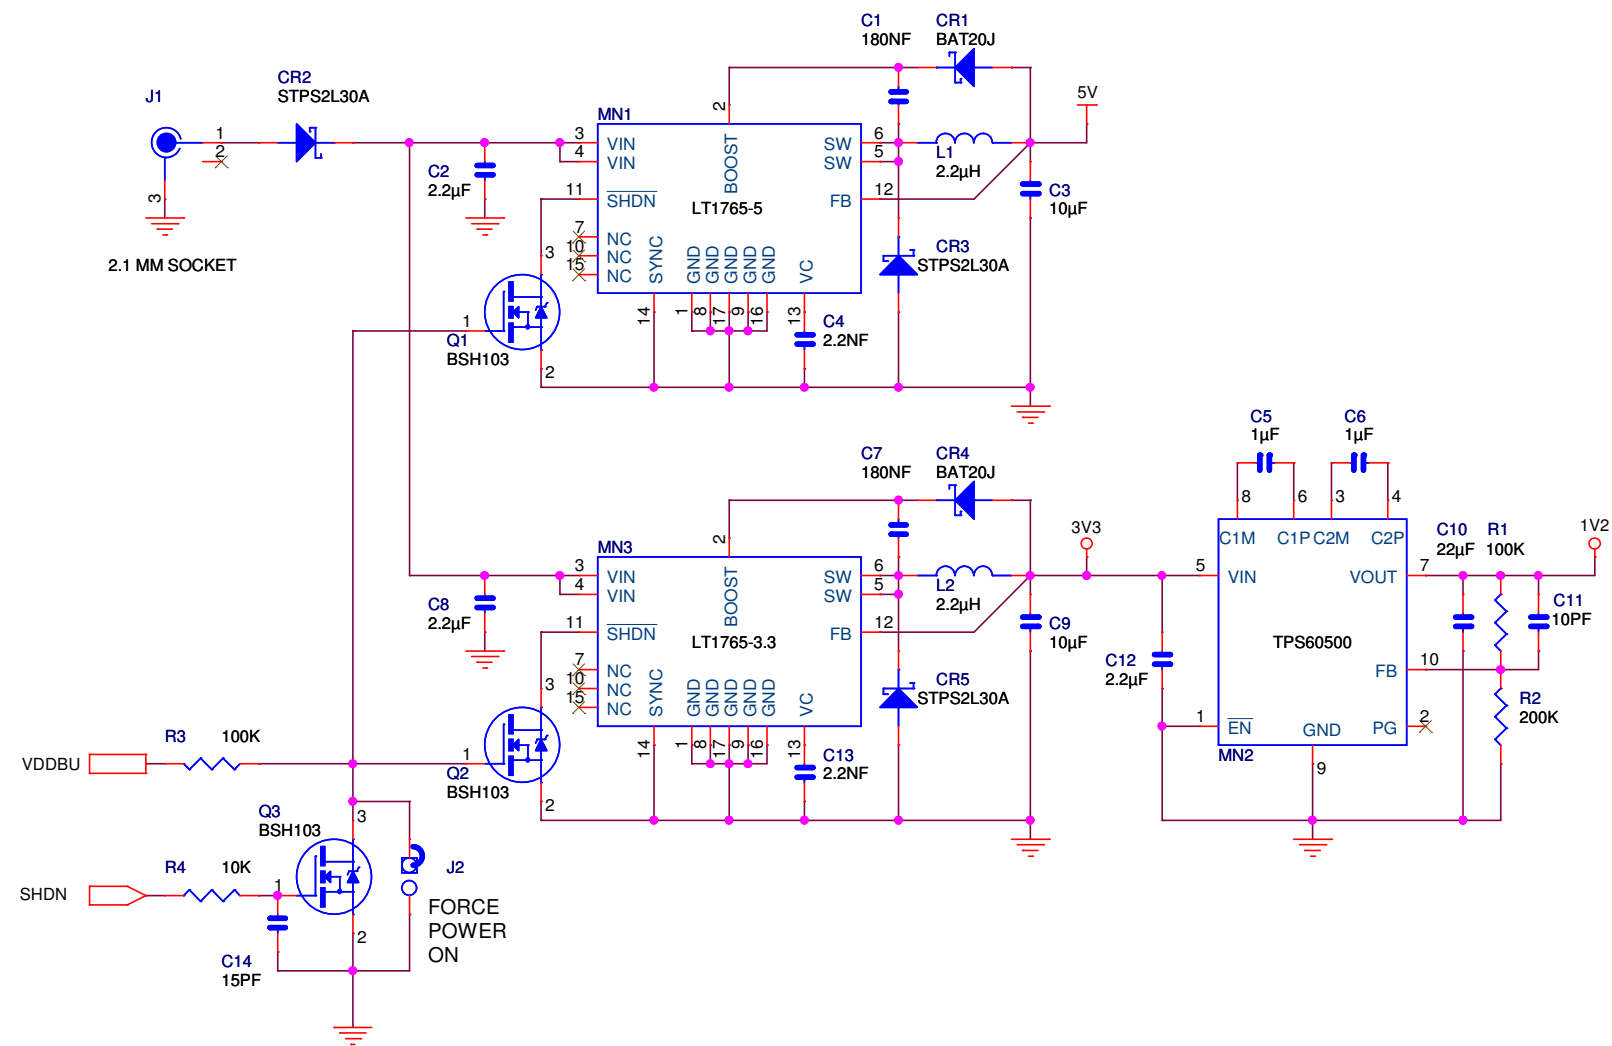 C1
180NF
CR1
BAT20J
J1
CR2
STPS2L30A
1
2
3
2.1 MM SOCKET
C2
2.2µF
MN1
2
3
VIN
4
VIN
11
SHDN
7
NC
10
NC
15
NC
BOOST
LT1765-5
SYNC
GND
GND
GND
GND
GND
VC
SW
6
SW
5
FB
12
14
1
8
17
9
16
13
L1
2.2µH
5V
C3
10µF
CR3
STPS2L30A
C4
2.2NF
3
1
Q1
BSH103
2
C7
180NF
CR4
BAT20J
C8
2.2µF
MN3
2
3
VIN
4
VIN
11
SHDN
7
NC
10
NC
15
NC
BOOST
LT1765-3.3
SYNC
GND
GND
GND
GND
GND
VC
SW
6
SW
5
FB
12
14
1
8
17
9
16
13
L2
2.2µH
3V3
C9
10µF
CR5
STPS2L30A
C13
2.2NF
3
1
Q2
BSH103
2
C5
1µF
C6
1µF
8
6
3
4
C1M
C1P
C2M
C2P
5
VIN
VOUT
7
TPS60500
FB
10
1
EN
GND
PG
2
MN2
9
C12
2.2µF
C10
22µF
R1
100K
1V2
C11
10PF
R2
200K
VDDBU
R3
100K
Q3
BSH103
3
SHDN
R4
10K
1
2
C14
15PF
J2
FORCE
POWER
ON